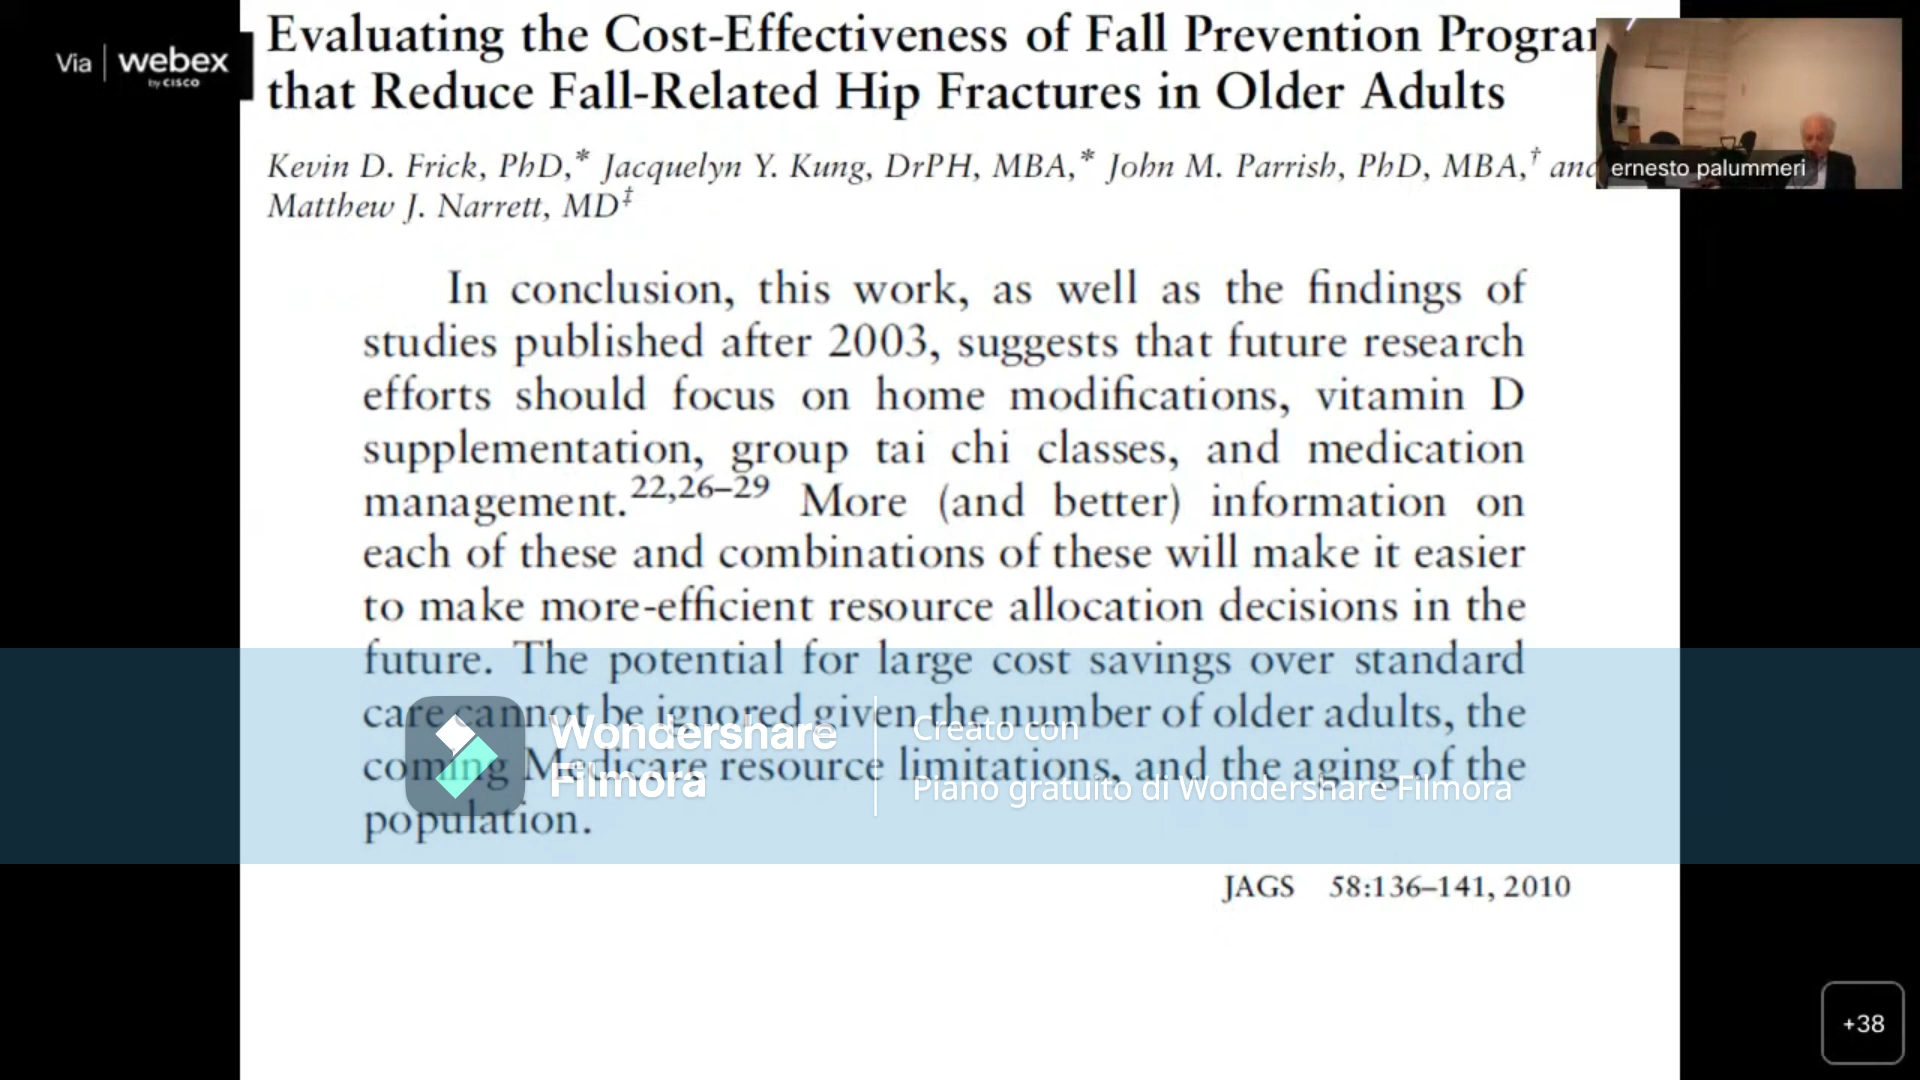 Via webex
by CISCO
Evaluating the Cost-Effectiveness of Fall Prevention Progra
that Reduce Fall-Related Hip Fractures in Older Adults
Kevin D. Frick, PhD,* Jacquelyn Y. Kung, DrPH, MBA,* John M. Parrish, PhD, MBA,† and
Matthew J. Narrett, MD‡
ernesto palummeri
In conclusion, this work, as well as the findings of
studies published after 2003, suggests that future research
efforts should focus on home modifications, vitamin D
supplementation, group tai chi classes, and medication
management.22,26–29 More (and better) information on
each of these and combinations of these will make it easier
to make more-efficient resource allocation decisions in the
future. The potential for large cost savings over standard
care cannot be ignored given the number of older adults, the
coming Medicare resource limitations, and the aging of the
population.
Wondershare
Filmora
Creato con
Piano gratuito di Wondershare Filmora
JAGS 58:136–141, 2010
+38